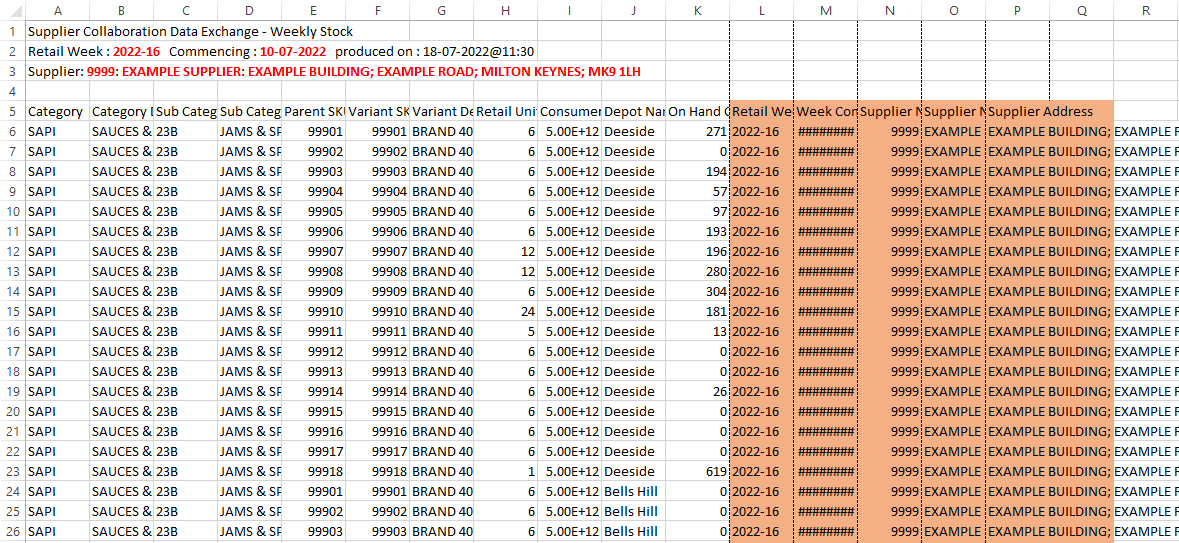 A B C D E F G H I J K L M N O P Q R
1 Supplier Collaboration Data Exchange - Weekly Stock
2 Retail Week : 2022-16 Commencing : 10-07-2022 produced on : 18-07-2022@11:30
3 Supplier: 9999: EXAMPLE SUPPLIER: EXAMPLE BUILDING; EXAMPLE ROAD; MILTON KEYNES; MK9 1LH
4
5 Category Category Sub Categ Sub Categ Parent SK Variant SK Variant De Retail Uni Consumer Depot Na On Hand Retail We Week Con Supplier Supplier Supplier Address
6 SAPI SAUCES & 23B JAMS & SP 99901 99901 BRAND 40 6 5.00E+12 Deeside 271 2022-16 ######## 9999 EXAMPLE EXAMPLE BUILDING; EXAMPLE R
7 SAPI SAUCES & 23B JAMS & SP 99902 99902 BRAND 40 6 5.00E+12 Deeside 0 2022-16 ######## 9999 EXAMPLE EXAMPLE BUILDING; EXAMPLE R
8 SAPI SAUCES & 23B JAMS & SP 99903 99903 BRAND 40 6 5.00E+12 Deeside 194 2022-16 ######## 9999 EXAMPLE EXAMPLE BUILDING; EXAMPLE R
9 SAPI SAUCES & 23B JAMS & SP 99904 99904 BRAND 40 6 5.00E+12 Deeside 57 2022-16 ######## 9999 EXAMPLE EXAMPLE BUILDING; EXAMPLE R
10 SAPI SAUCES & 23B JAMS & SP 99905 99905 BRAND 40 6 5.00E+12 Deeside 97 2022-16 ######## 9999 EXAMPLE EXAMPLE BUILDING; EXAMPLE R
11 SAPI SAUCES & 23B JAMS & SP 99906 99906 BRAND 40 6 5.00E+12 Deeside 193 2022-16 ######## 9999 EXAMPLE EXAMPLE BUILDING; EXAMPLE R
12 SAPI SAUCES & 23B JAMS & SP 99907 99907 BRAND 40 12 5.00E+12 Deeside 196 2022-16 ######## 9999 EXAMPLE EXAMPLE BUILDING; EXAMPLE R
13 SAPI SAUCES & 23B JAMS & SP 99908 99908 BRAND 40 12 5.00E+12 Deeside 280 2022-16 ######## 9999 EXAMPLE EXAMPLE BUILDING; EXAMPLE R
14 SAPI SAUCES & 23B JAMS & SP 99909 99909 BRAND 40 6 5.00E+12 Deeside 304 2022-16 ######## 9999 EXAMPLE EXAMPLE BUILDING; EXAMPLE R
15 SAPI SAUCES & 23B JAMS & SP 99910 99910 BRAND 40 24 5.00E+12 Deeside 181 2022-16 ######## 9999 EXAMPLE EXAMPLE BUILDING; EXAMPLE R
16 SAPI SAUCES & 23B JAMS & SP 99911 99911 BRAND 40 5 5.00E+12 Deeside 13 2022-16 ######## 9999 EXAMPLE EXAMPLE BUILDING; EXAMPLE R
17 SAPI SAUCES & 23B JAMS & SP 99912 99912 BRAND 40 6 5.00E+12 Deeside 0 2022-16 ######## 9999 EXAMPLE EXAMPLE BUILDING; EXAMPLE R
18 SAPI SAUCES & 23B JAMS & SP 99913 99913 BRAND 40 6 5.00E+12 Deeside 0 2022-16 ######## 9999 EXAMPLE EXAMPLE BUILDING; EXAMPLE R
19 SAPI SAUCES & 23B JAMS & SP 99914 99914 BRAND 40 6 5.00E+12 Deeside 26 2022-16 ######## 9999 EXAMPLE EXAMPLE BUILDING; EXAMPLE R
20 SAPI SAUCES & 23B JAMS & SP 99915 99915 BRAND 40 6 5.00E+12 Deeside 0 2022-16 ######## 9999 EXAMPLE EXAMPLE BUILDING; EXAMPLE R
21 SAPI SAUCES & 23B JAMS & SP 99916 99916 BRAND 40 6 5.00E+12 Deeside 0 2022-16 ######## 9999 EXAMPLE EXAMPLE BUILDING; EXAMPLE R
22 SAPI SAUCES & 23B JAMS & SP 99917 99917 BRAND 40 6 5.00E+12 Deeside 0 2022-16 ######## 9999 EXAMPLE EXAMPLE BUILDING; EXAMPLE R
23 SAPI SAUCES & 23B JAMS & SP 99918 99918 BRAND 40 1 5.00E+12 Deeside 619 2022-16 ######## 9999 EXAMPLE EXAMPLE BUILDING; EXAMPLE R
24 SAPI SAUCES & 23B JAMS & SP 99901 99901 BRAND 40 6 5.00E+12 Bells Hill 0 2022-16 ######## 9999 EXAMPLE EXAMPLE BUILDING; EXAMPLE R
25 SAPI SAUCES & 23B JAMS & SP 99902 99902 BRAND 40 6 5.00E+12 Bells Hill 0 2022-16 ######## 9999 EXAMPLE EXAMPLE BUILDING; EXAMPLE R
26 SAPI SAUCES & 23B JAMS & SP 99903 99903 BRAND 40 6 5.00E+12 Bells Hill 0 2022-16 ######## 9999 EXAMPLE EXAMPLE BUILDING; EXAMPLE R